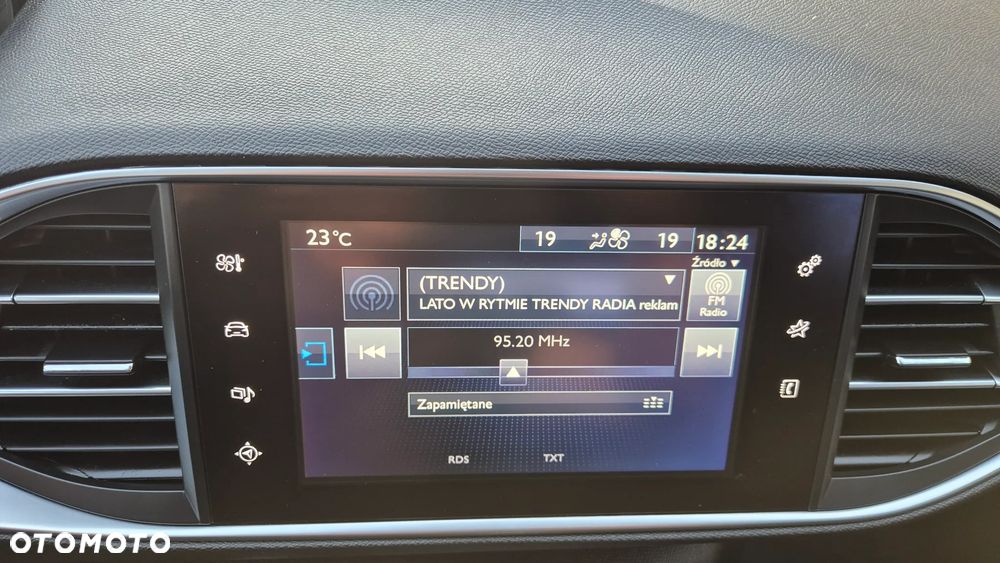 23°C
19 19 18:24
Źródło
(TRENDY)
LATO W RYTMIE TRENDY RADIA reklam
FM
Radio
95.20 MHz
Zapamiętane
RDS TXT
OTOMOTO